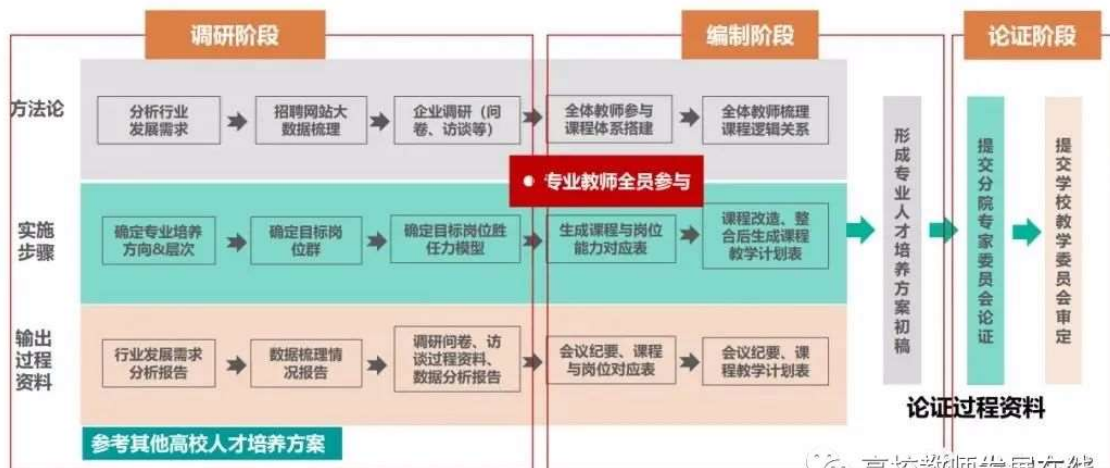 调研阶段
编制阶段
论证阶段
方法论
分析行业
发展需求
招聘网站大
数据梳理
企业调研（问
卷、访谈等）
全体教师参与
课程体系搭建
全体教师梳理
课程逻辑关系
专业教师全员参与
实施
步骤
确定专业培养
方向&层次
确定目标岗
位群
确定目标岗位胜
任力模型
生成课程与岗位
能力对应表
课程改造、整
合后生成课程
教学计划表
输出
过程
资料
行业发展需求
分析报告
数据梳理情
况报告
调研问卷、访
谈过程资料、
数据分析报告
会议纪要、课程
与岗位对应表
会议纪要、课
程教学计划表
形成专业人才培养方案初稿
提交分院专家委员会论证
提交学校教学委员会审定
论证过程资料
参考其他高校人才培养方案
高校教师发展在线